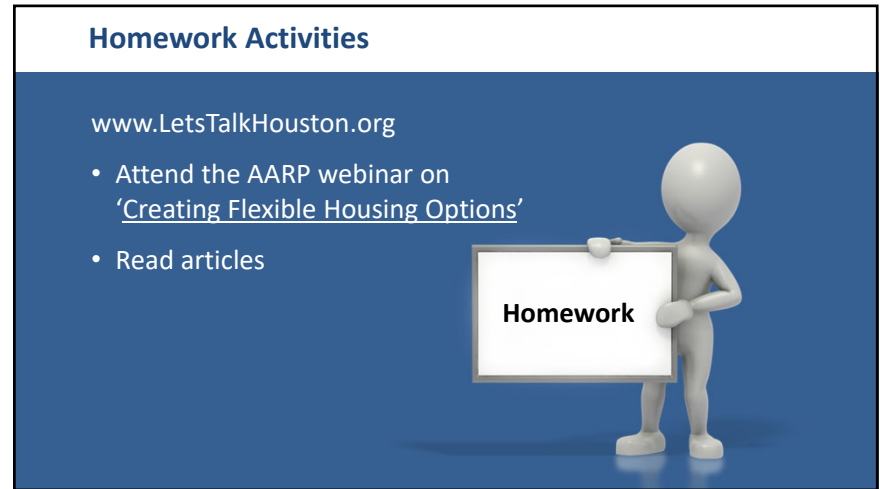 Homework Activities
www.LetsTalkHouston.org
• Attend the AARP webinar on
‘Creating Flexible Housing Options’
• Read articles
Homework